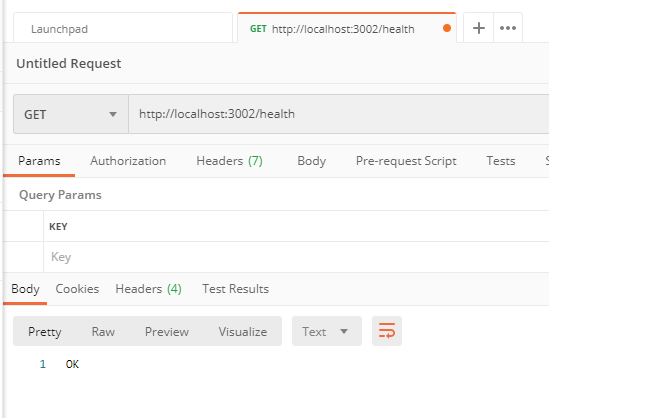 Launchpad
GET http://localhost:3002/health
Untitled Request
GET http://localhost:3002/health
Params Authorization Headers (7) Body Pre-request Script Tests
Query Params
KEY
Key
Body Cookies Headers (4) Test Results
Pretty Raw Preview Visualize Text
1 OK